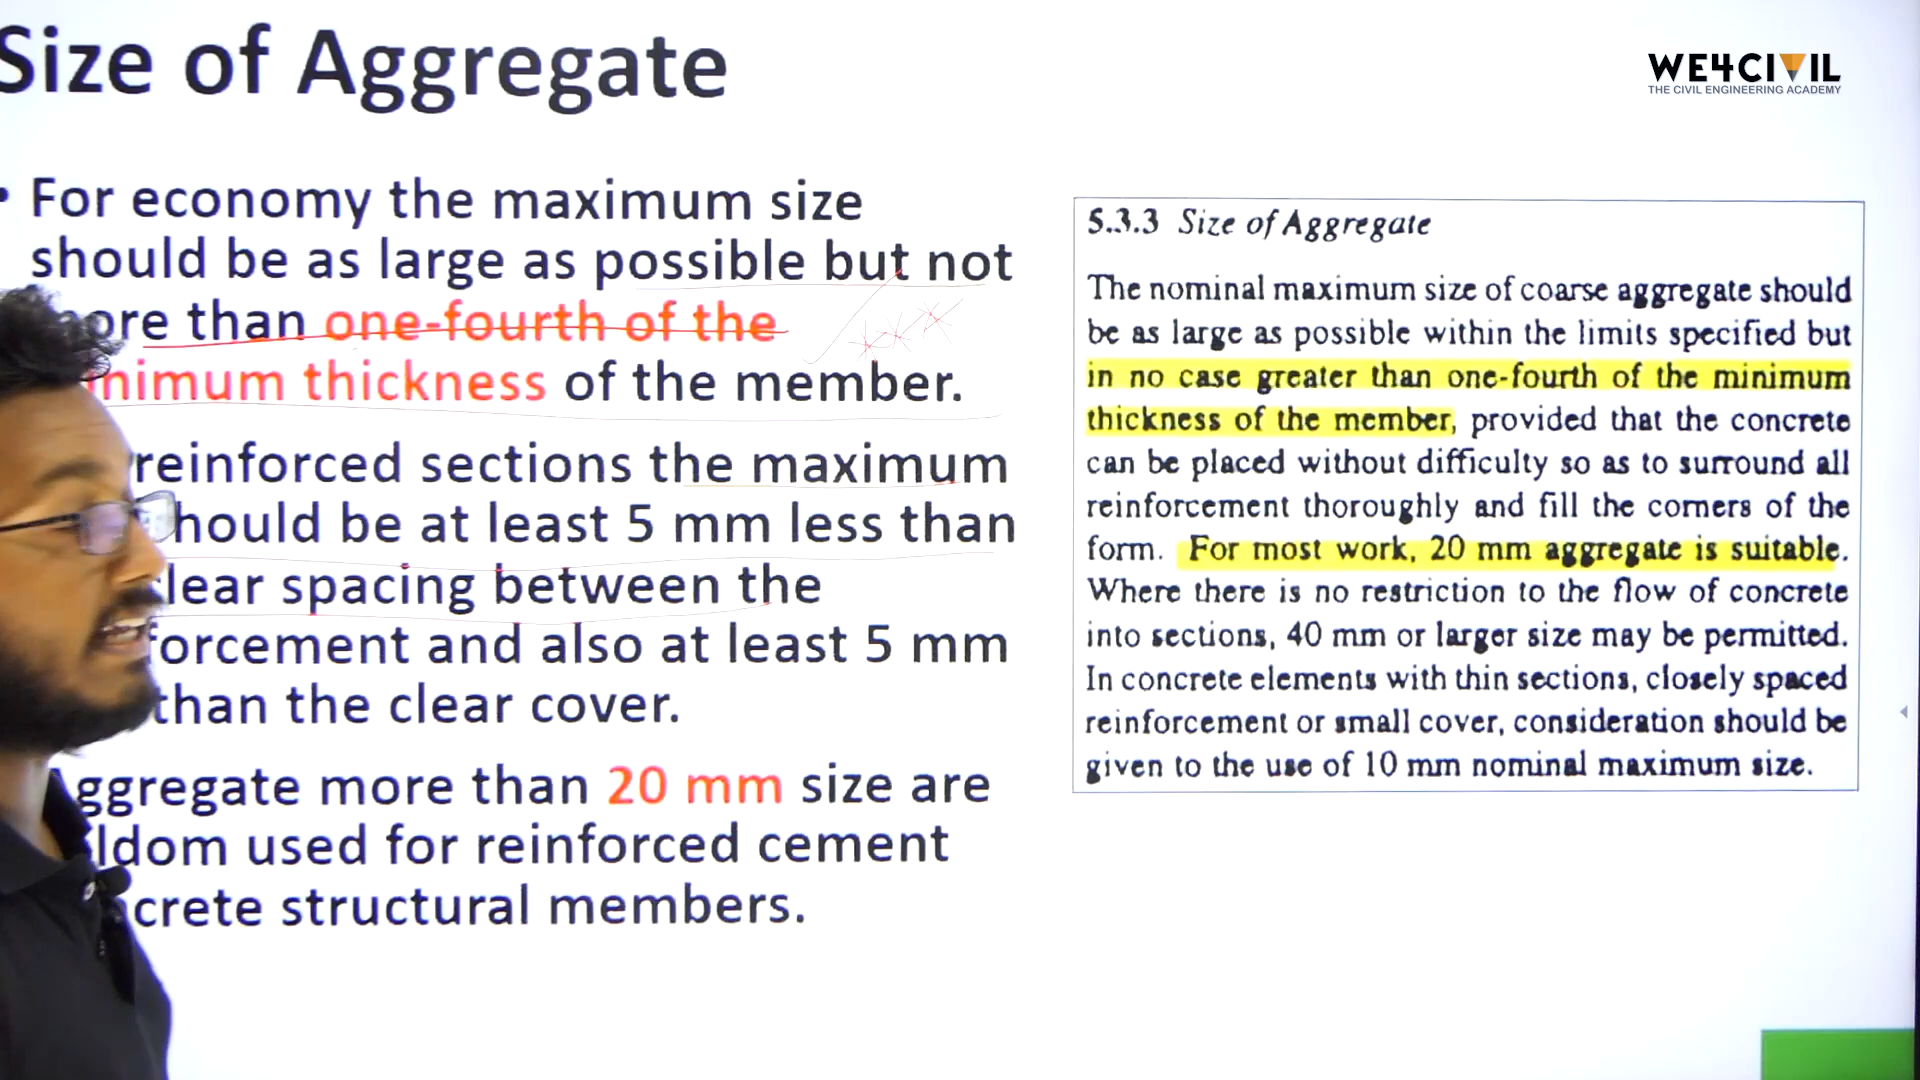 Size of Aggregate
WE4CIVIL
THE CIVIL ENGINEERING ACADEMY
• For economy the maximum size
should be as large as possible but not
ore than one-fourth of the
nimum thickness of the member.
reinforced sections the maximum
hould be at least 5 mm less than
lear spacing between the
forcement and also at least 5 mm
than the clear cover.
Aggregate more than 20 mm size are
ldom used for reinforced cement
crete structural members.
5.3.3 Size of Aggregate
The nominal maximum size of coarse aggregate should
be as large as possible within the limits specified but
in no case greater than one-fourth of the minimum
thickness of the member, provided that the concrete
can be placed without difficulty so as to surround all
reinforcement thoroughly and fill the corners of the
form. For most work, 20 mm aggregate is suitable.
Where there is no restriction to the flow of concrete
into sections, 40 mm or larger size may be permitted.
In concrete elements with thin sections, closely spaced
reinforcement or small cover, consideration should be
given to the use of 10 mm nominal maximum size.